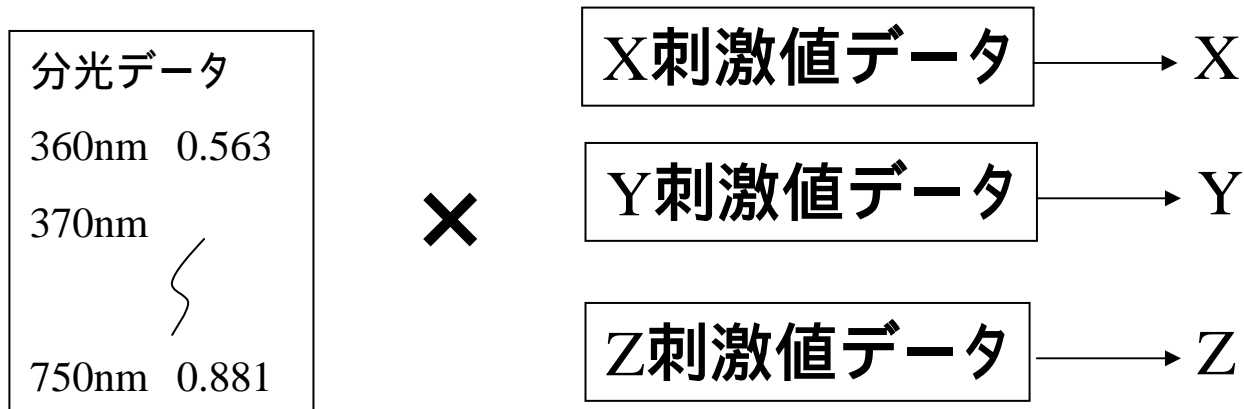 分光データ
360nm 0.563
370nm
750nm 0.881
×
X刺激値データ X
Y刺激値データ Y
Z刺激値データ Z